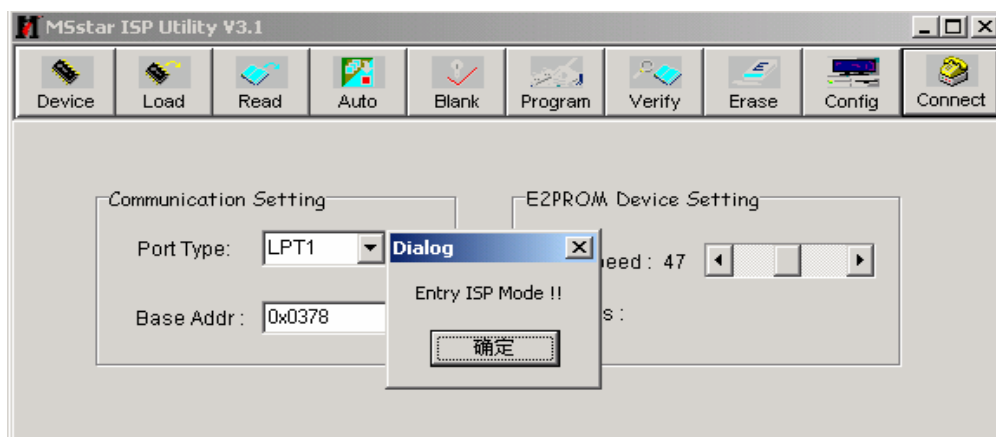 MSstar ISP Utility V3.1
Device Load Read Auto Blank Program Verify Erase Config Connect
Communication Setting
E2PROM Device Setting
Port Type: LPT1
Dialog
eed : 47
Entry ISP Mode !!
Base Addr : 0x0378
s :
确定